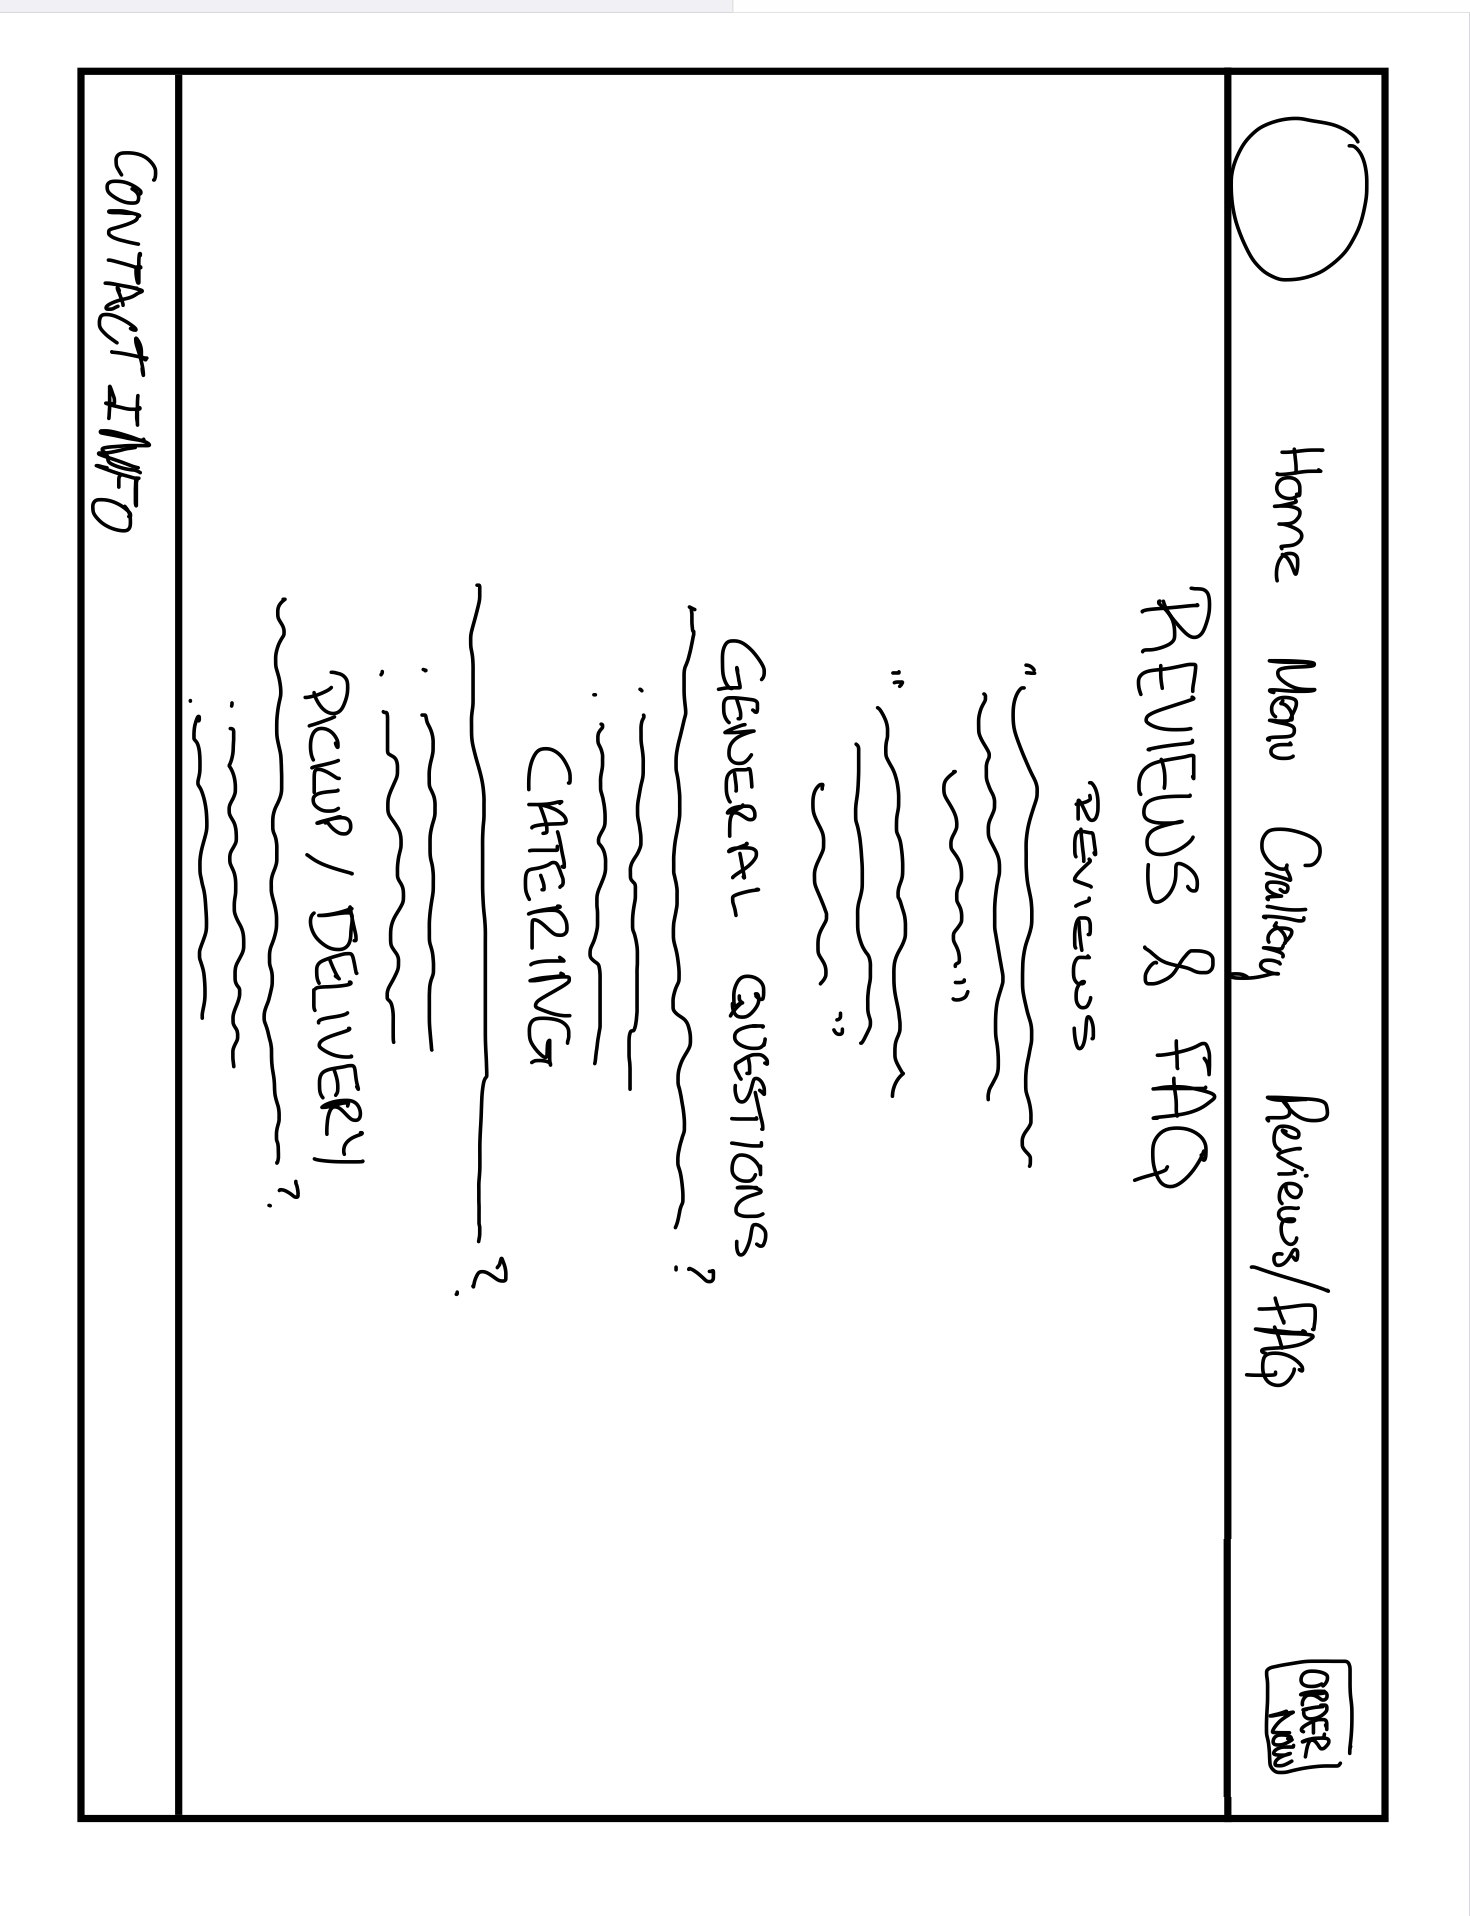 Home Menu Gallery Reviews/FAQ
ORDER
NOW
REVIEWS & FAQ
REVIEWS
"
"
"
"
GENERAL QUESTIONS
?
CATERING
?
PICKUP / DELIVERY
?
CONTACT INFO